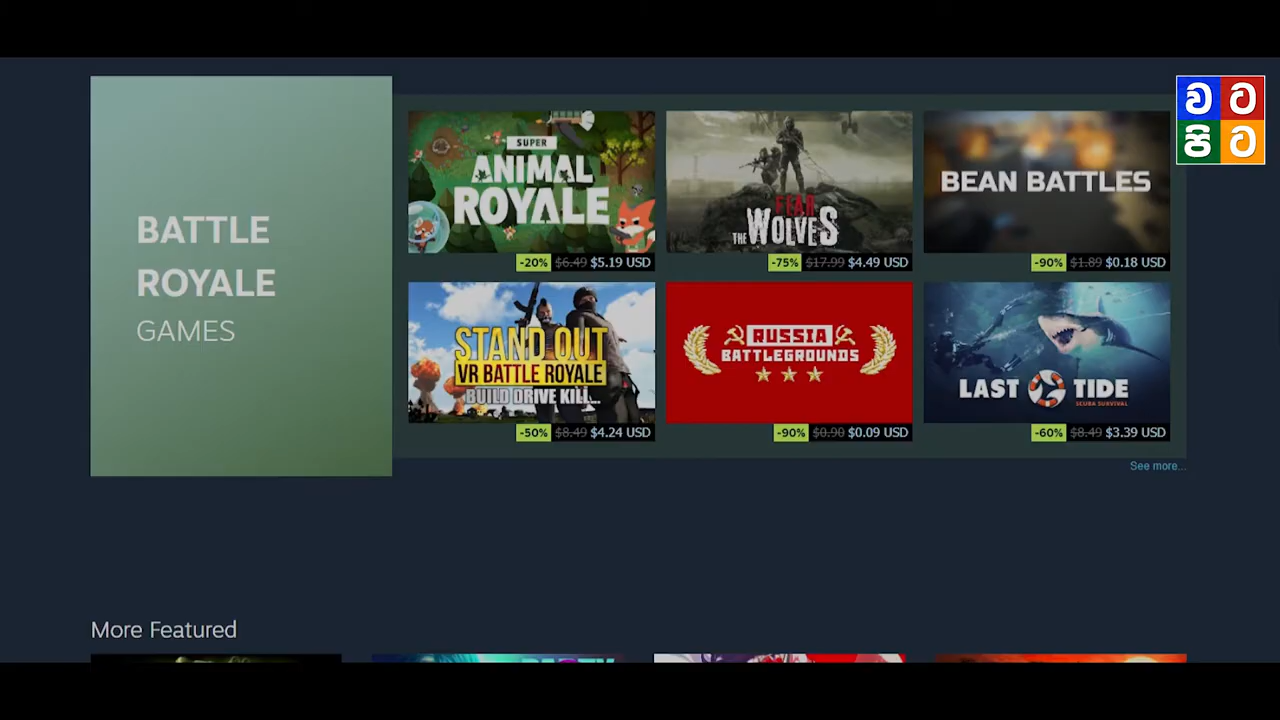 BATTLE
ROYALE
GAMES
SUPER
ANIMAL
ROYALE
-20% $6.49 $5.19 USD
FEAR
THE WOLVES
-75% $17.99 $4.49 USD
BEAN BATTLES
-90% $1.89 $0.18 USD
STAND OUT
VR BATTLE ROYALE
BUILD DRIVE KILL...
-50% $8.49 $4.24 USD
RUSSIA
BATTLEGROUNDS
-90% $0.90 $0.09 USD
LAST TIDE
SCUBA SURVIVAL
-60% $8.49 $3.39 USD
See more...
More Featured